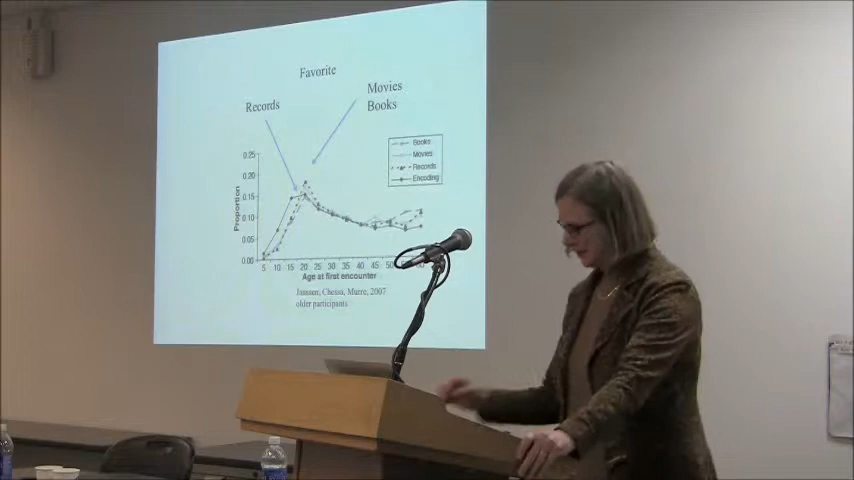 Favorite
Records
Movies
Books
Books
Movies
Records
Encoding
0.25
0.20
0.15
0.10
0.05
0.00
Proportion
5 10 15 20 25 30 35 40 45 50
Age at first encounter
Janssen, Chessa, Murre, 2007
older participants